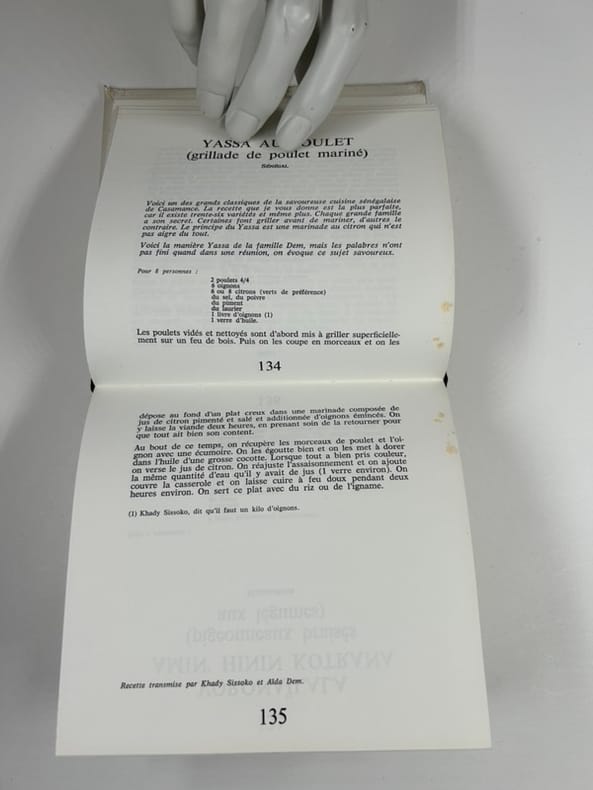 YASSA AU POULET
(grillade de poulet mariné)
Voici un des grands classiques de la savoureuse cuisine sénégalaise
de Casamance. La recette que je vous donne est la plus parfaite,
car il existe trente-six variétés et même plus. Chaque grande famille
a son secret. Certaines font griller avant de mariner, d'autres le
contraire. Le principe du Yassa est une marinade au citron qui n'est
pas aigre du tout.
Voici la manière Yassa de la famille Dem, mais les palabres n'ont
pas fini quand dans une réunion, on évoque ce sujet savoureux.
Pour 8 personnes :
2 poulets 4/4
6 oignons
6 ou 8 citrons (verts de préférence)
du sel, du poivre
du piment
du laurier
1 livre d'oignons (1)
1 verre d'huile.
Les poulets vidés et nettoyés sont d'abord mis à griller superficielle-
ment sur un feu de bois. Puis on les coupe en morceaux et on les
134
dépose au fond d'un plat creux dans une marinade composée de
jus de citron pimenté et salé et additionnée d'oignons émincés. On
y laisse la viande deux heures, en prenant soin de la retourner pour
que tout ait bien son content.
Au bout de ce temps, on récupère les morceaux de poulet et l'oi-
gnon avec une écumoire. On les égoutte bien et on les met à dorer
dans l'huile d'une grosse cocotte. Lorsque tout a bien pris couleur,
on verse le jus de citron. On réajuste l'assaisonnement et on ajoute
la même quantité d'eau qu'il y avait de jus (1 verre environ). On
couvre la casserole et on laisse cuire à feu doux pendant deux
heures environ. On sert ce plat avec du riz ou de l'igname.
(1) Khady Sissoko, dit qu'il faut un kilo d'oignons.
Recette transmise par Khady Sissoko et Aïda Dem.
135